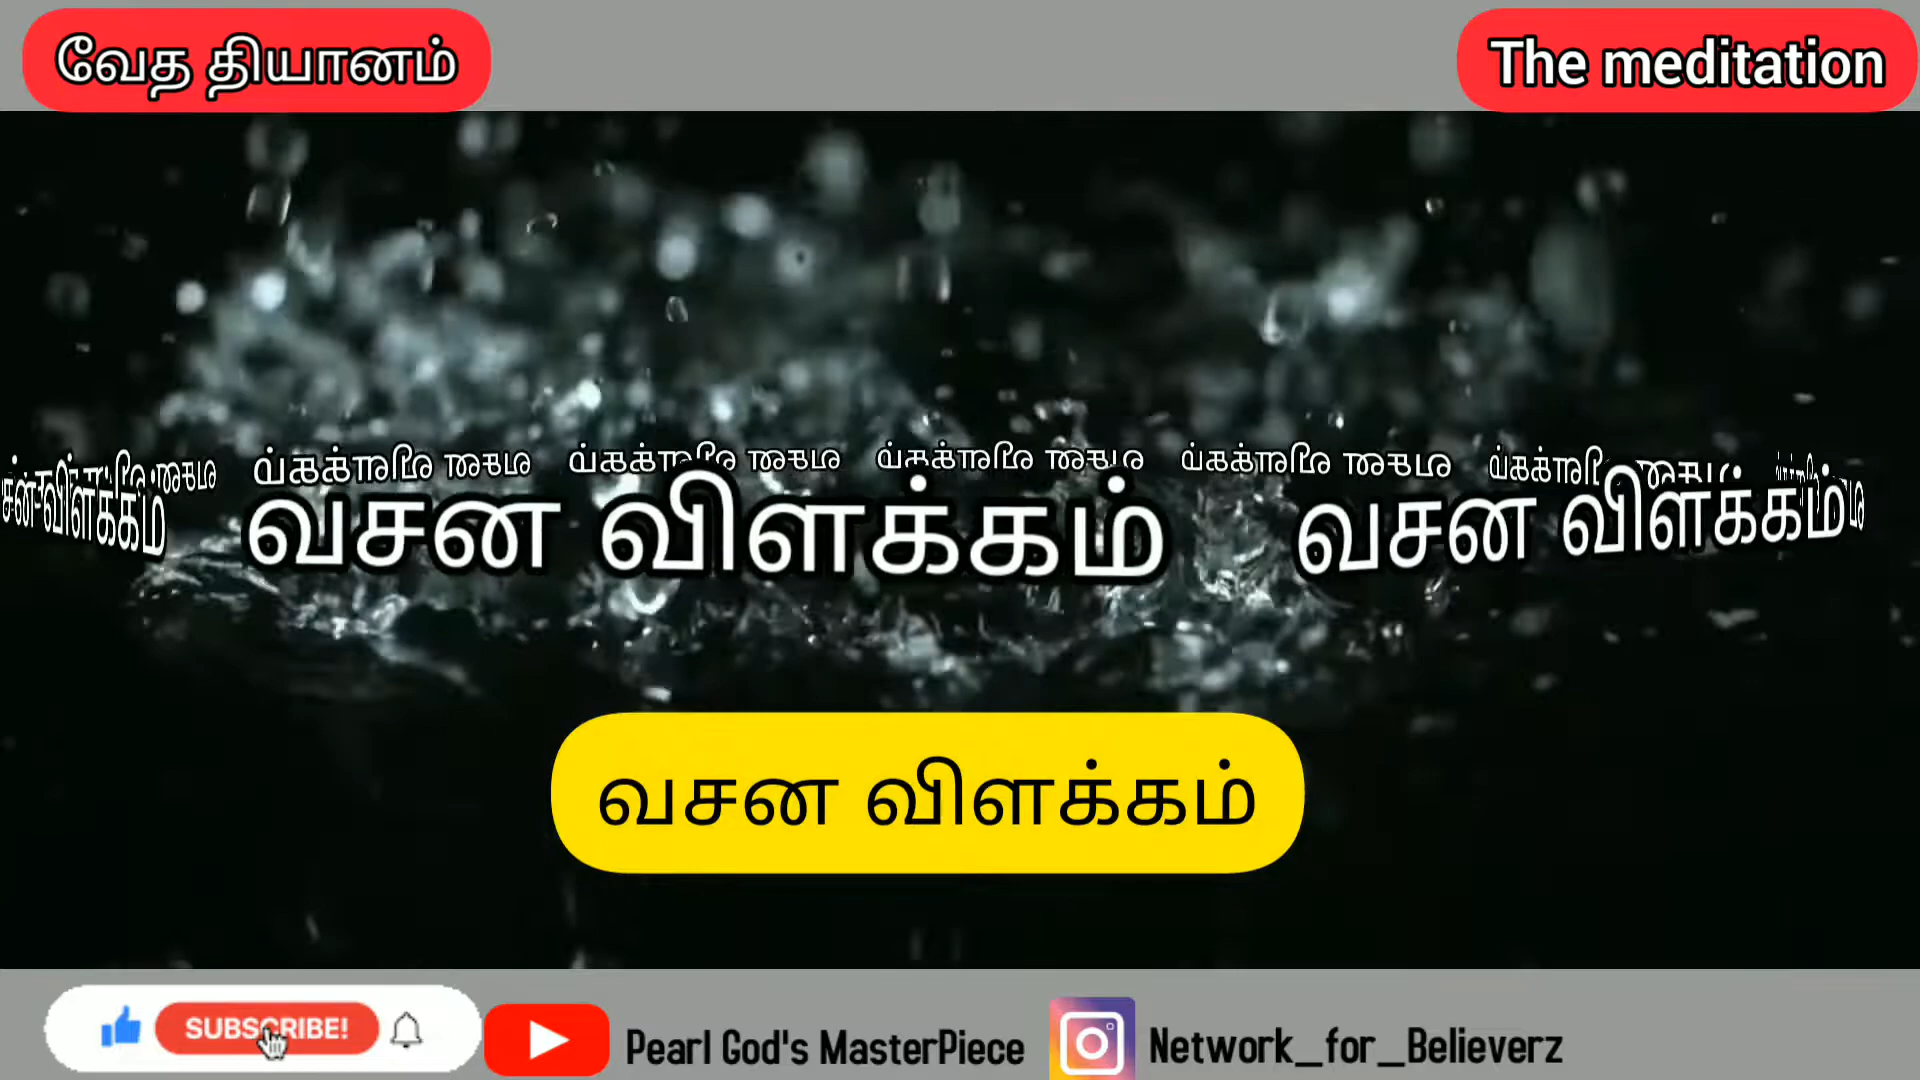 வேத தியானம்
The meditation
வசன விளக்கம் வசன விளக்கம்
வசன விளக்கம்
SUBSCRIBE!
Pearl God's MasterPiece
Network_for_Believerz